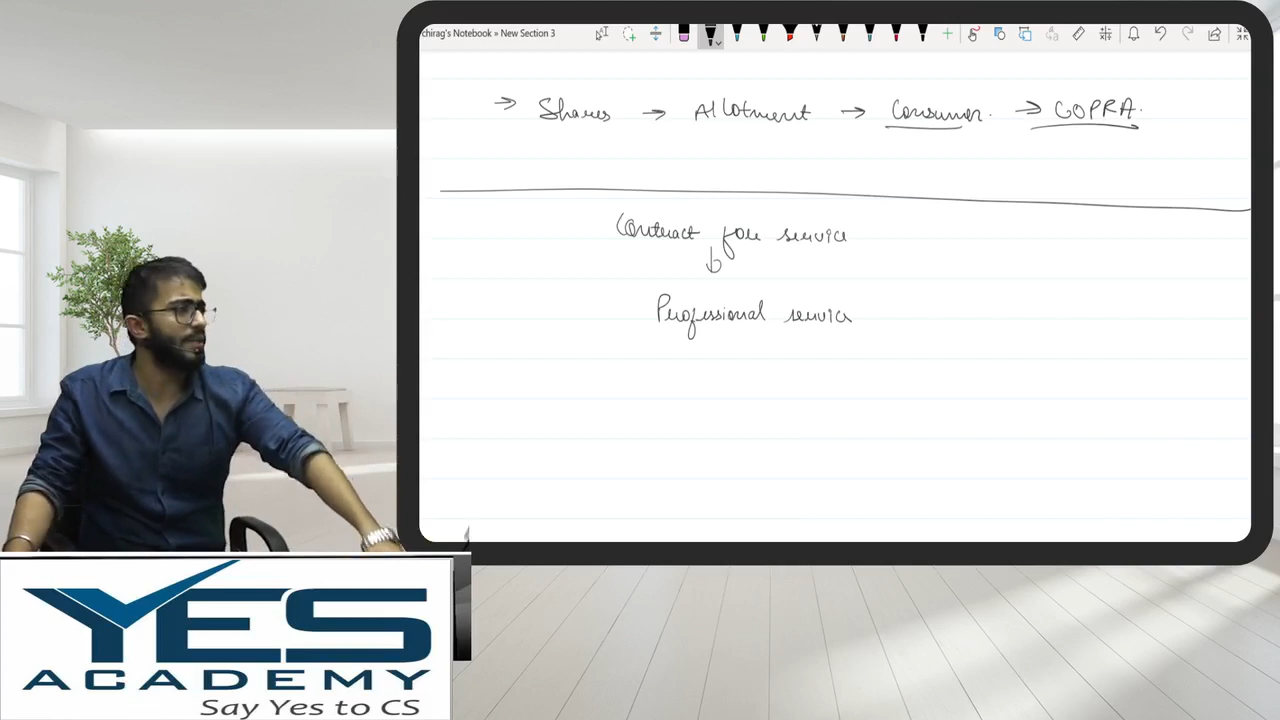 chirag's Notebook » New Section 3
→ Shares → Allotment → Consumer. → COPRA.
Contract for service
↓
Professional service
YES
ACADEMY
Say Yes to CS